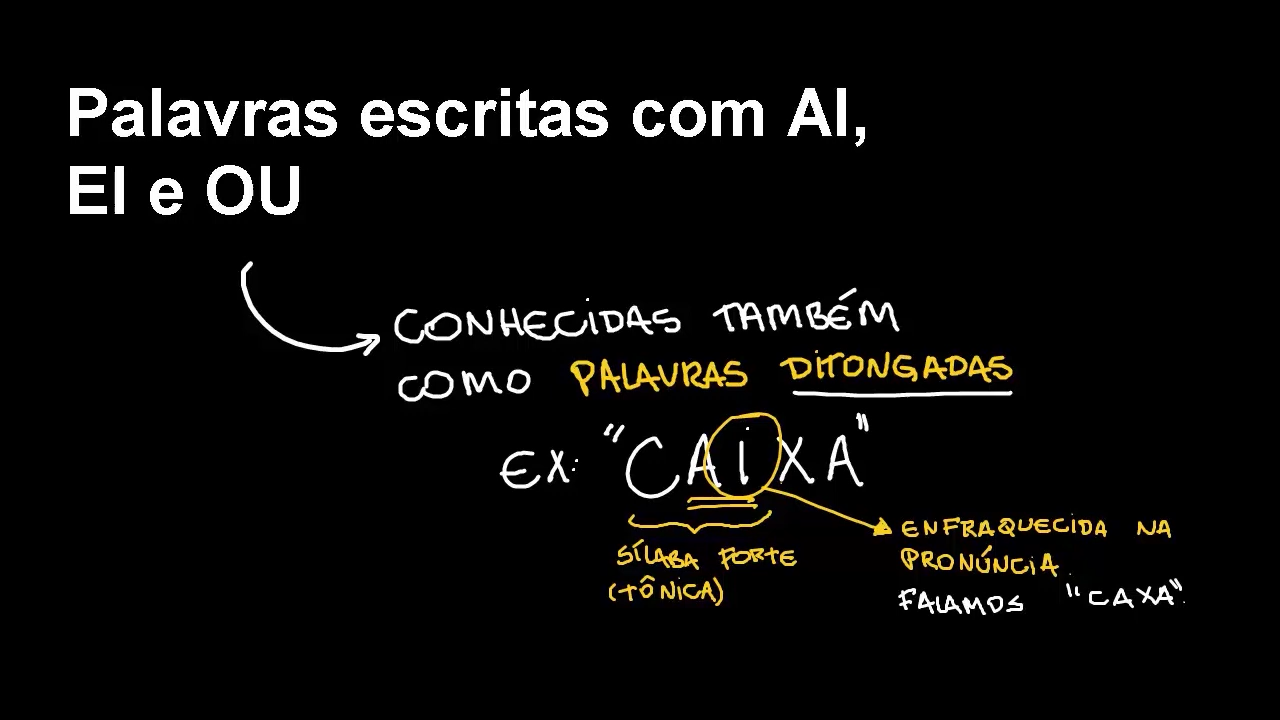 Palavras escritas com AI,
EI e OU
CONHECIDAS TAMBÉM
COMO PALAVRAS DITONGADAS
EX: "CAIXA"
SÍLABA FORTE
(TÔNICA)
ENFRAQUECIDA NA
PRONÚNCIA.
FALAMOS "CAXA".